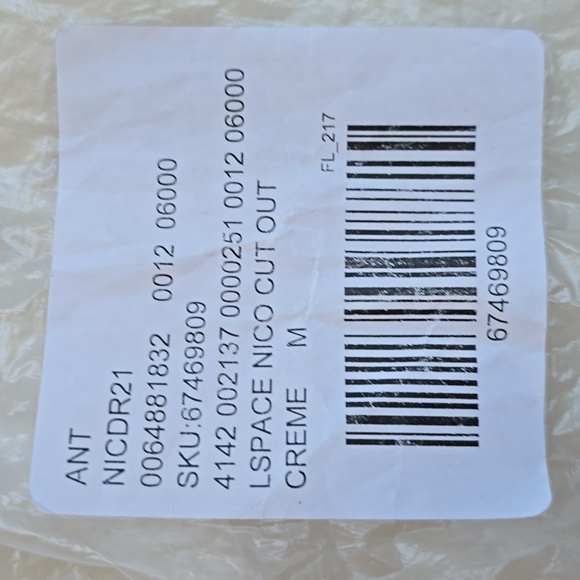 ANT
NICDR21
0064881832 0012 06000
SKU:67469809
4142 002137 0000251 0012 06000
LSPACE NICO CUT OUT
CREME M
FL_217
67469809